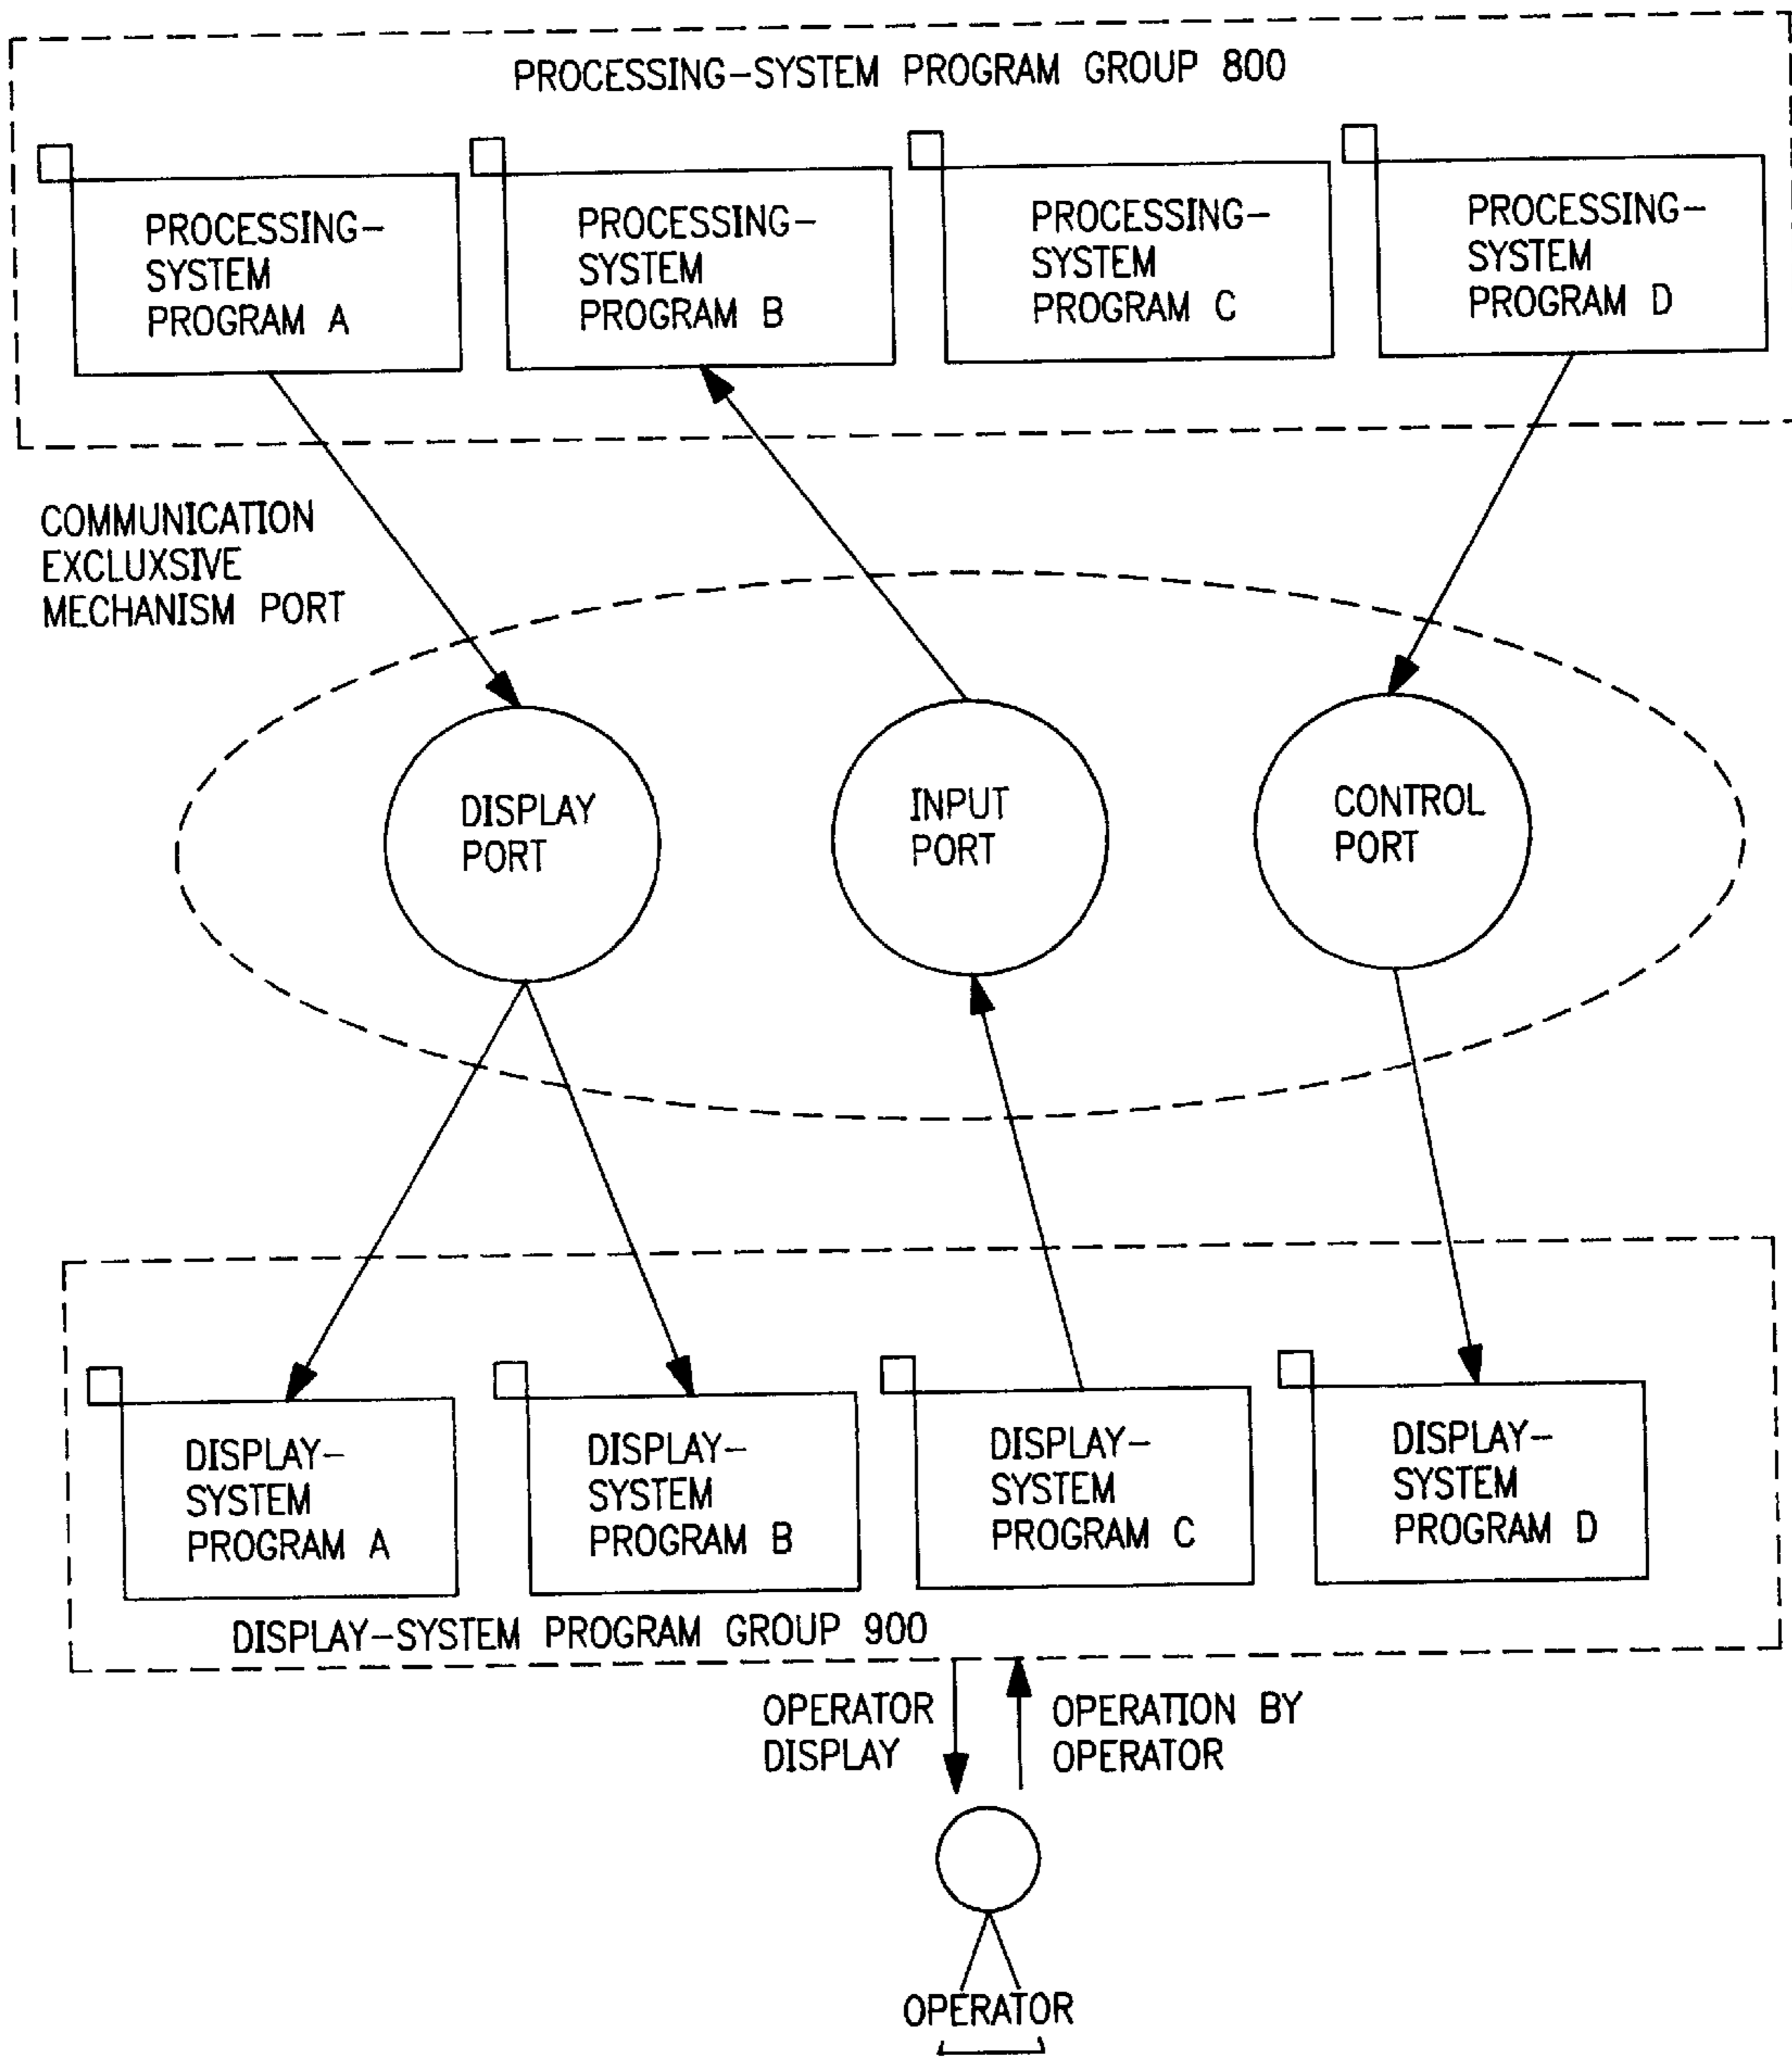 PROCESSING-SYSTEM PROGRAM GROUP 800
PROCESSING-
SYSTEM
PROGRAM A
PROCESSING-
SYSTEM
PROGRAM B
PROCESSING-
SYSTEM
PROGRAM C
PROCESSING-
SYSTEM
PROGRAM D
COMMUNICATION
EXCLUXSIVE
MECHANISM PORT
DISPLAY
PORT
INPUT
PORT
CONTROL
PORT
DISPLAY-
SYSTEM
PROGRAM A
DISPLAY-
SYSTEM
PROGRAM B
DISPLAY-
SYSTEM
PROGRAM C
DISPLAY-
SYSTEM
PROGRAM D
DISPLAY-SYSTEM PROGRAM GROUP 900
OPERATOR
DISPLAY
OPERATION BY
OPERATOR
OPERATOR